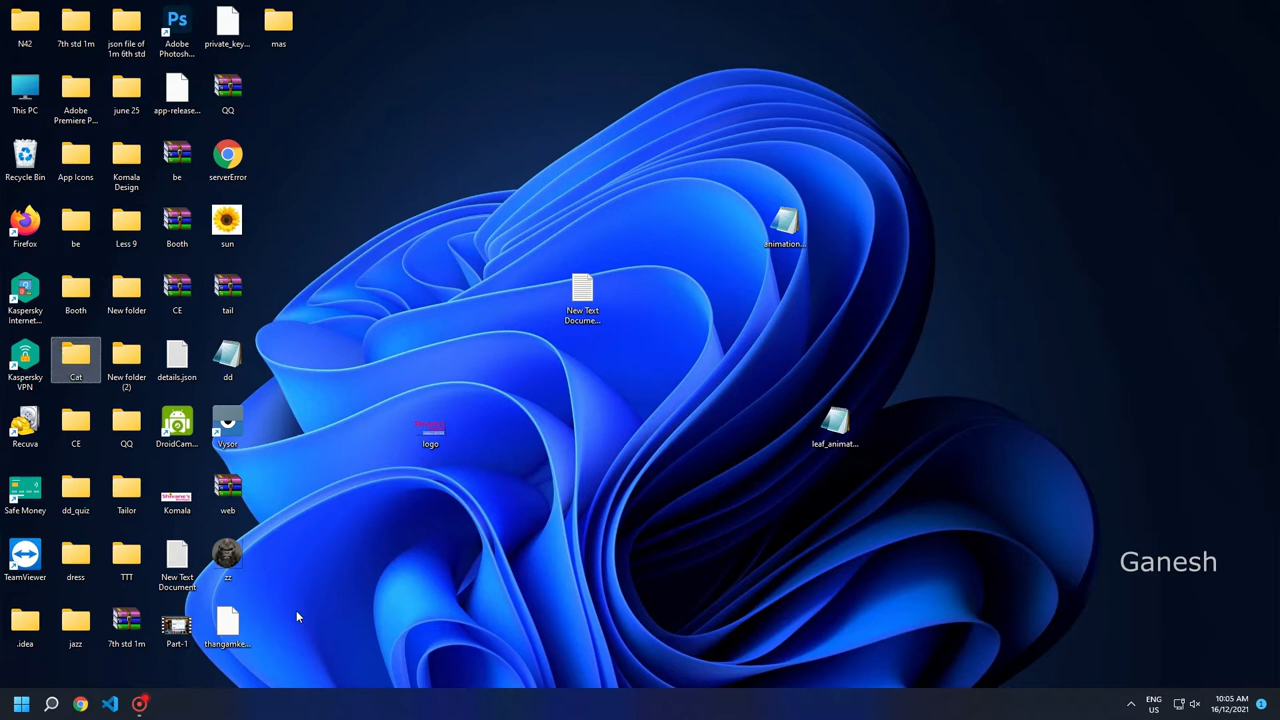 N42
7th std 1m
json file of
1m 6th std
Adobe
Photosh...
private_key...
mas
This PC
Adobe
Premiere P...
june 25
app-release...
QQ
Recycle Bin
App Icons
Komala
Design
be
serverError
Firefox
be
Less 9
Booth
sun
animation...
Kaspersky
Internet...
Booth
New folder
CE
tail
New Text
Docume...
Kaspersky
VPN
Cat
New folder
(2)
details.json
dd
Recuva
CE
QQ
DroidCam...
Vysor
logo
leaf_animat...
Safe Money
dd_quiz
Tailor
Komala
web
TeamViewer
dress
TTT
New Text
Document
zz
Ganesh
.idea
jazz
7th std 1m
Part-1
thangamke...
ENG
US
10:05 AM
16/12/2021
1